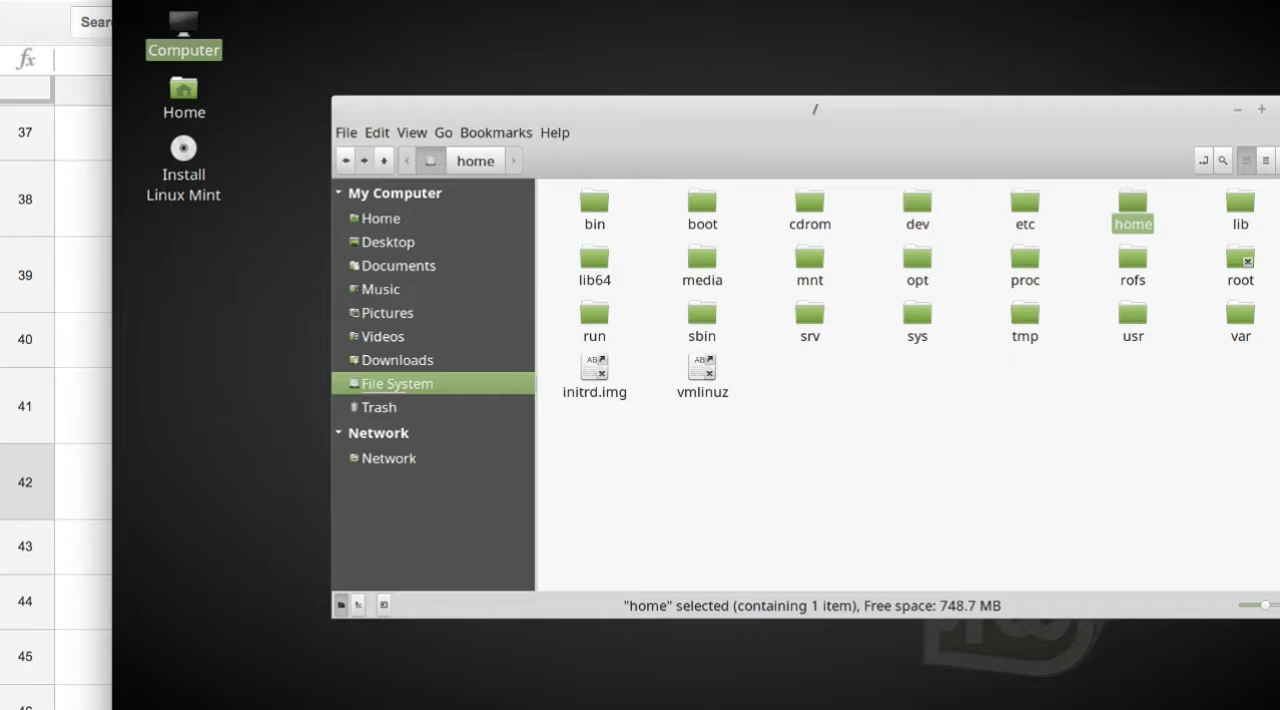 Sear
fx
37
38
39
40
41
42
43
44
45
Computer
Home
Install
Linux Mint
/
File Edit View Go Bookmarks Help
home
My Computer
Home
Desktop
Documents
Music
Pictures
Videos
Downloads
File System
Trash
Network
Network
bin boot cdrom dev etc home lib
lib64 media mnt opt proc rofs root
run sbin srv sys tmp usr var
initrd.img vmlinuz
"home" selected (containing 1 item), Free space: 748.7 MB